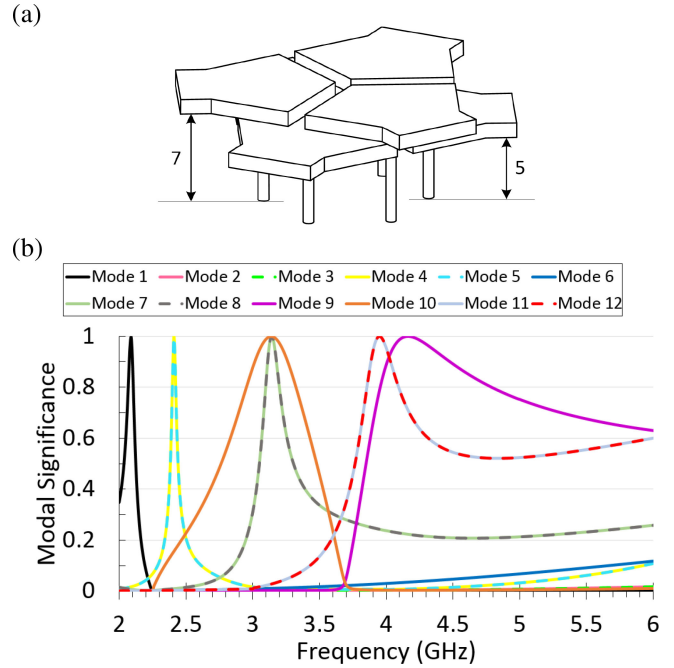 (a)
7
5
(b)
Mode 1 Mode 2 Mode 3 Mode 4 Mode 5 Mode 6
Mode 7 Mode 8 Mode 9 Mode 10 Mode 11 Mode 12
1
0.8
0.6
0.4
0.2
0
Modal Significance
2 2.5 3 3.5 4 4.5 5 5.5 6
Frequency (GHz)